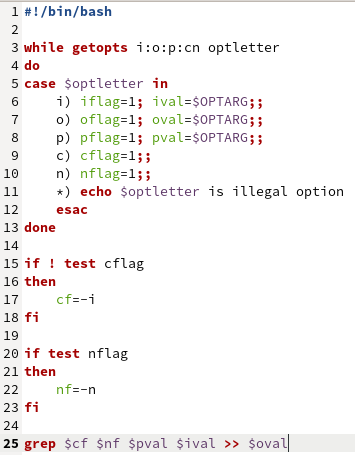 1 #!/bin/bash
2
3 while getopts i:o:p:cn optletter
4 do
5 case $optletter in
6     i) iflag=1; ival=$OPTARG;;
7     o) oflag=1; oval=$OPTARG;;
8     p) pflag=1; pval=$OPTARG;;
9     c) cflag=1;;
10     n) nflag=1;;
11     *) echo $optletter is illegal option
12     esac
13 done
14
15 if ! test cflag
16 then
17     cf=-i
18 fi
19
20 if test nflag
21 then
22     nf=-n
23 fi
24
25 grep $cf $nf $pval $ival >> $oval